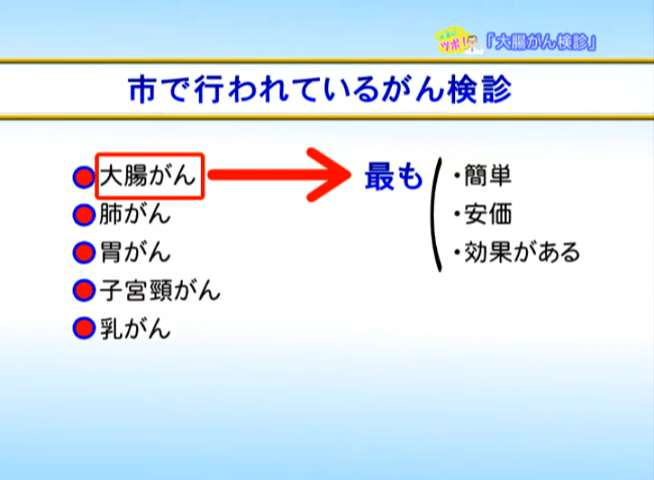 ツボ!
「大腸がん検診」
市で行われているがん検診
大腸がん
肺がん
胃がん
子宮頸がん
乳がん
最も
・簡単
・安価
・効果がある